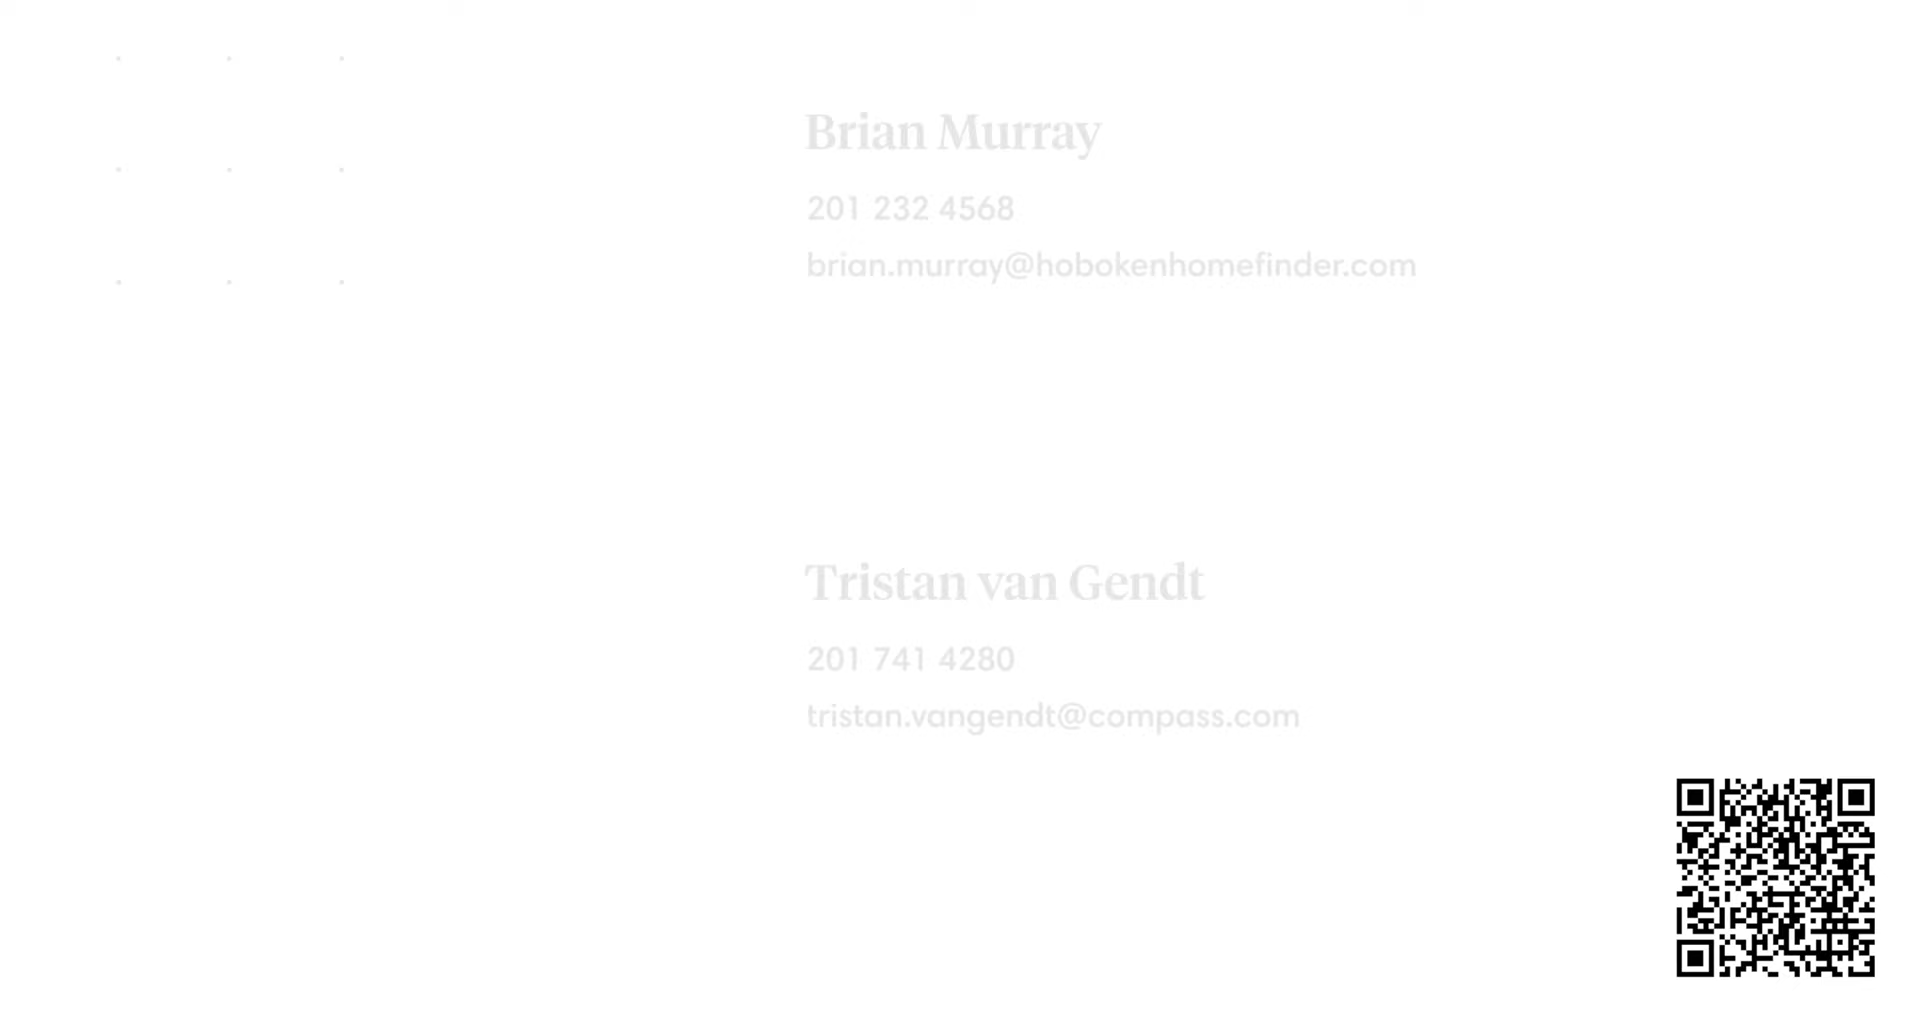 Brian Murray
201 232 4568
brian.murray@hobokenhomefinder.com
Tristan van Gendt
201 741 4280
tristan.vangendt@compass.com